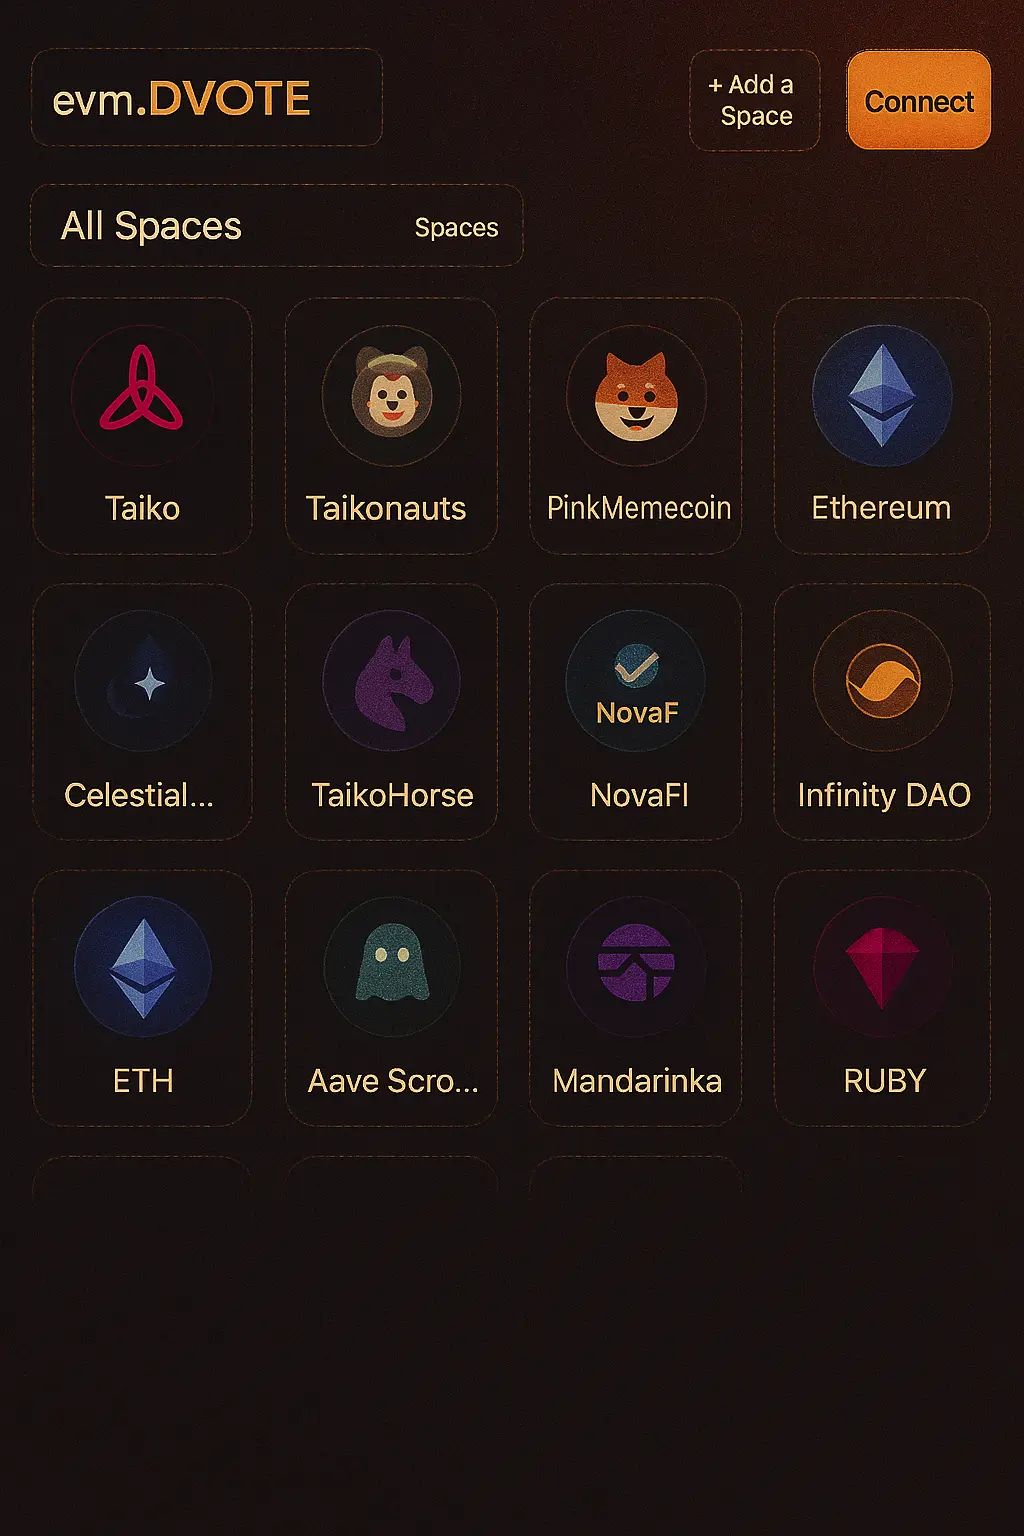 evm.DVOTE
+ Add a
Space
Connect
All Spaces
Spaces
Taiko
Taikonauts
PinkMemecoin
Ethereum
NovaF
Celestial...
TaikoHorse
NovaFI
Infinity DAO
ETH
Aave Scro...
Mandarinka
RUBY